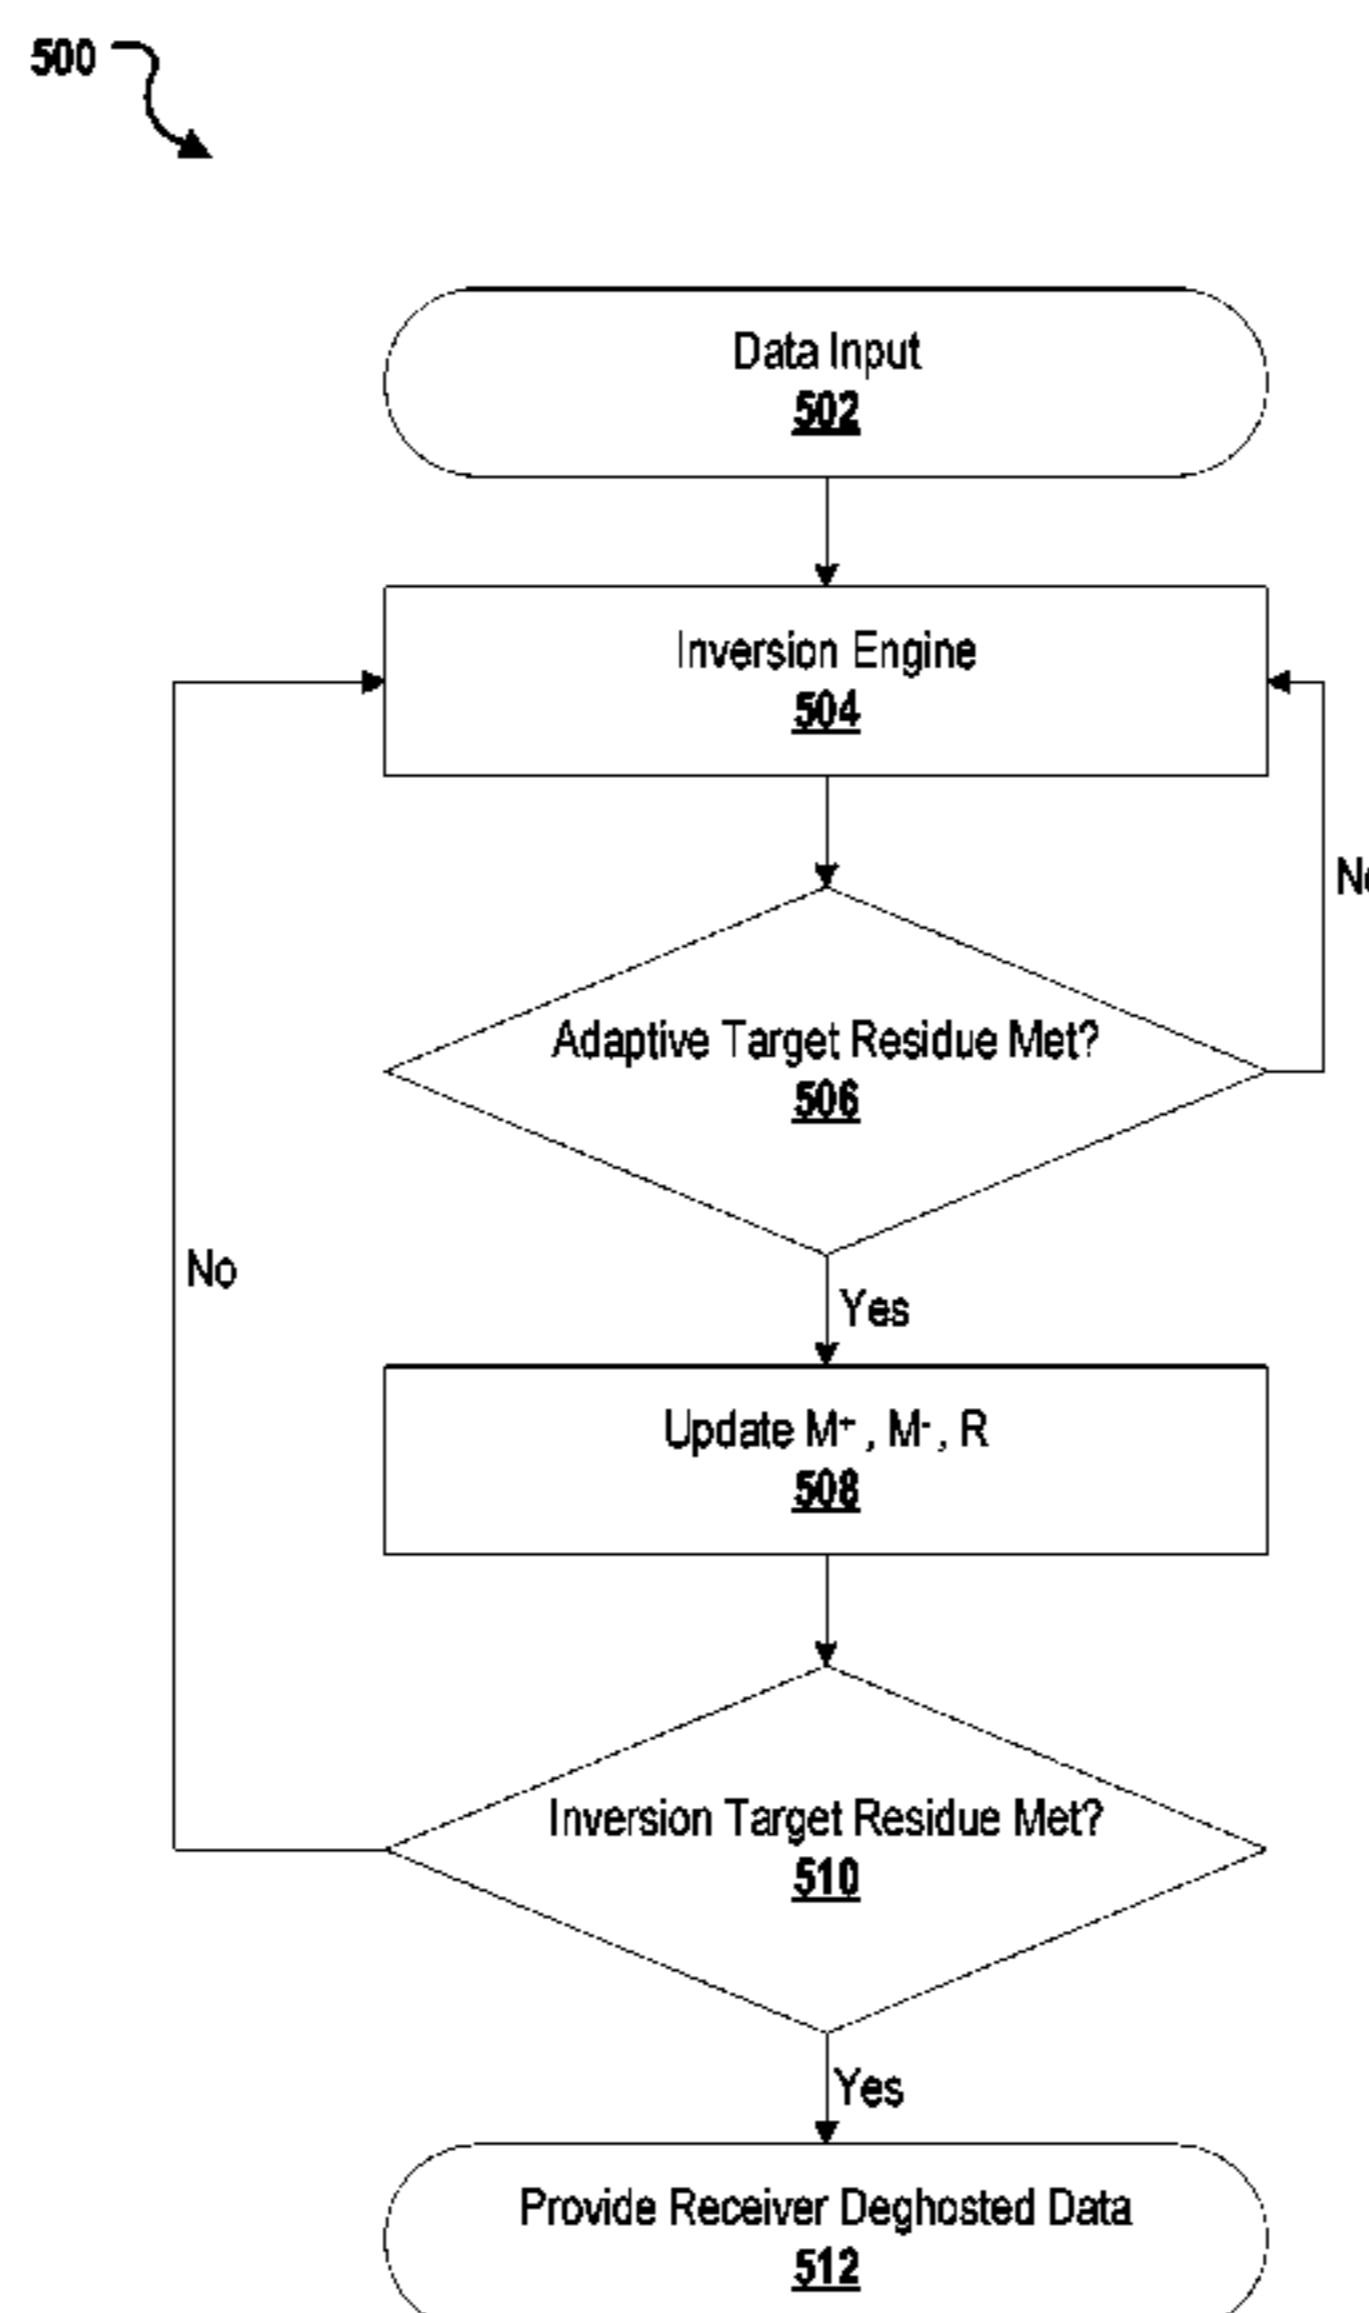 500
Data Input
502
Inversion Engine
504
Adaptive Target Residue Met?
506
No
Yes
Update M⁺, M⁻, R
508
Inversion Target Residue Met?
510
Yes
Provide Receiver Deghosted Data
512